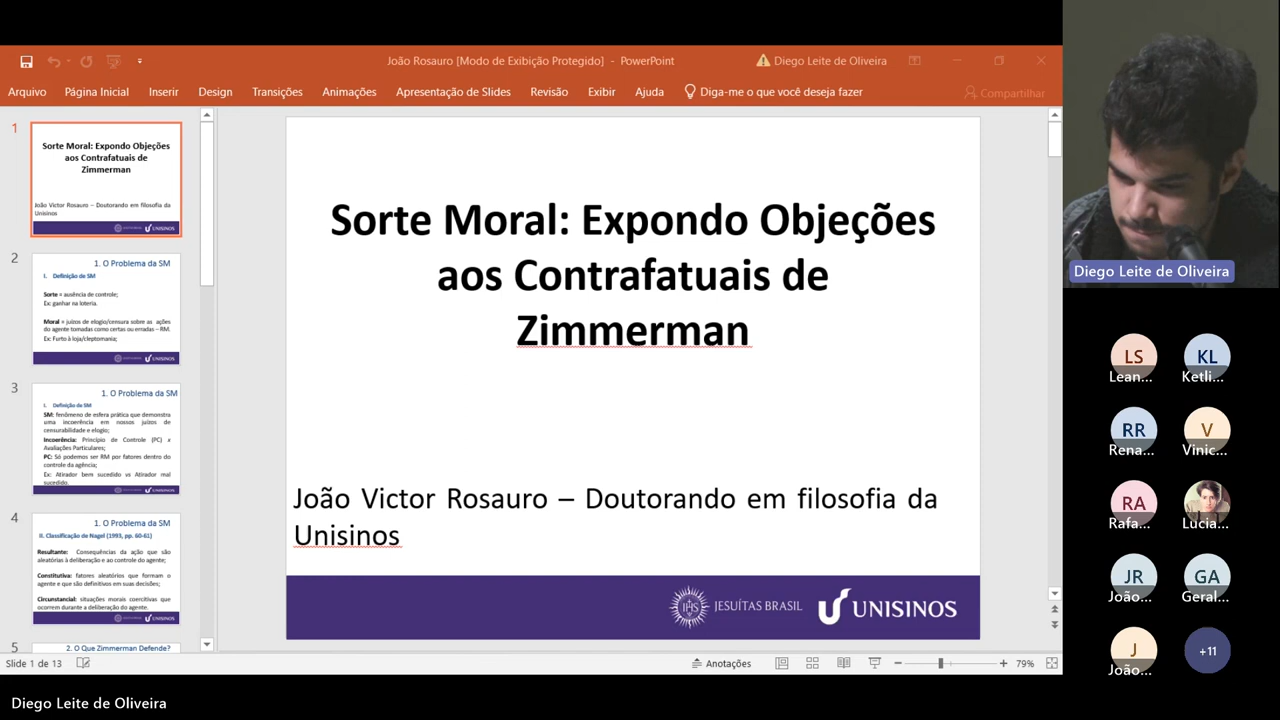 João Rosauro [Modo de Exibição Protegido] - PowerPoint
Diego Leite de Oliveira
Arquivo Página Inicial Inserir Design Transições Animações Apresentação de Slides Revisão Exibir Ajuda Diga-me o que você deseja fazer
Compartilhar
1
Sorte Moral: Expondo Objeções
aos Contrafatuais de
Zimmerman
João Victor Rosauro – Doutorando em filosofia da
Unisinos
UNISINOS
2
1. O Problema da SM
I. Definição de SM
Sorte = ausência de controle;
Ex: ganhar na loteria.
Moral = juízos de elogio/censura sobre as ações
do agente tomadas como certas ou erradas – RM.
Ex: Furto à loja/cleptomania;
UNISINOS
3
1. O Problema da SM
I. Definição de SM
SM: fenômeno de esfera prática que demonstra
uma incoerência em nossos juízos de
censurabilidade e elogio;
Incoerência: Princípio de Controle (PC) x
Avaliações Particulares;
PC: Só podemos ser RM por fatores dentro do
controle da agência;
Ex: Atirador bem sucedido vs Atirador mal
sucedido.
UNISINOS
4
1. O Problema da SM
II. Classificação de Nagel (1993, pp. 60-61)
Resultante: Consequências da ação que são
aleatórias à deliberação e ao controle do agente;
Constitutiva: fatores aleatórios que formam o
agente e que são definitivos em suas decisões;
Circunstancial: situações morais coercitivas que
ocorrem durante a deliberação do agente.
UNISINOS
5
2. O Que Zimmerman Defende?
Sorte Moral: Expondo Objeções
aos Contrafatuais de
Zimmerman
João Victor Rosauro – Doutorando em filosofia da
Unisinos
IHS JESUÍTAS BRASIL UNISINOS
Slide 1 de 13
Anotações
79%
Diego Leite de Oliveira
LS
Lean...
KL
Ketli...
RR
Rena...
V
Vinic...
RA
Rafa...
Lucia...
JR
João...
GA
Geral...
J
João...
+11
Diego Leite de Oliveira